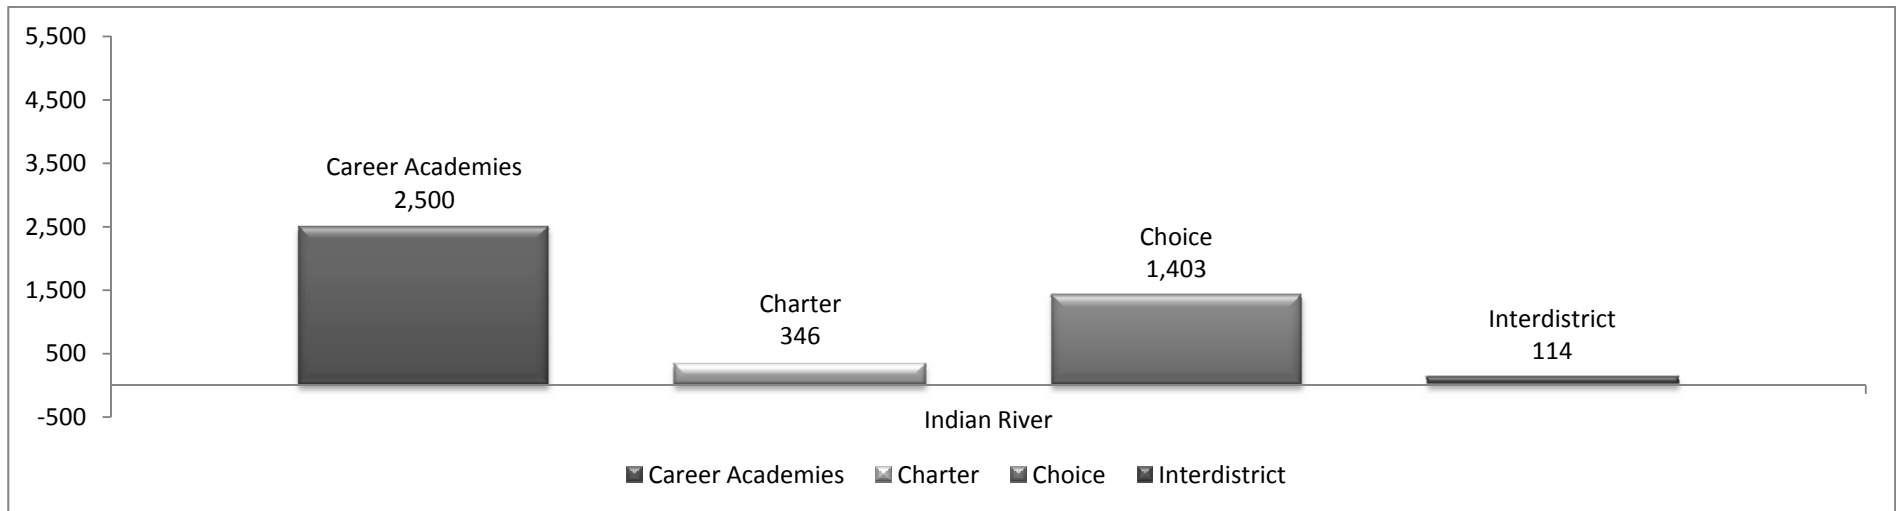 5,500
4,500
3,500
2,500
1,500
500
-500
Career Academies
2,500
Charter
346
Choice
1,403
Interdistrict
114
Indian River
Career Academies Charter Choice Interdistrict